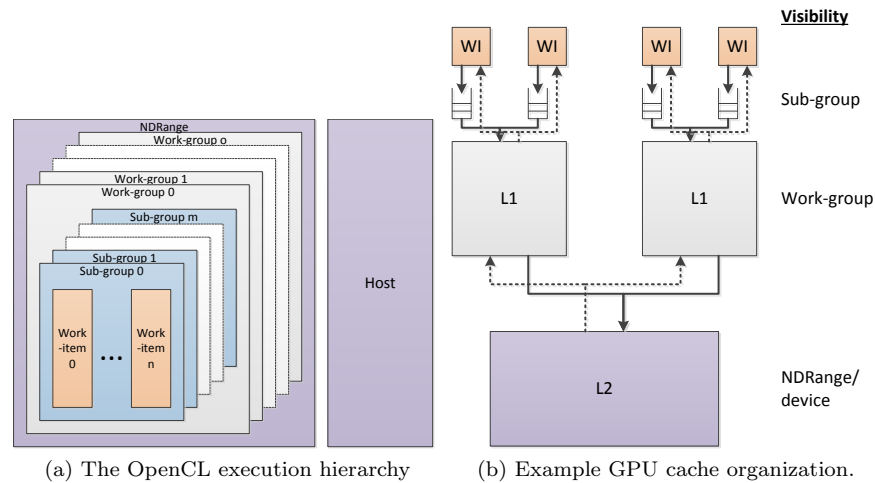 NDRange
Work-group o
Work-group 1
Work-group 0
Sub-group m
Sub-group 1
Sub-group 0
Work
-item
0
...
Work
-item
n
Host
(a) The OpenCL execution hierarchy
Visibility
WI
WI
WI
WI
Sub-group
L1
L1
Work-group
L2
NDRange/
device
(b) Example GPU cache organization.